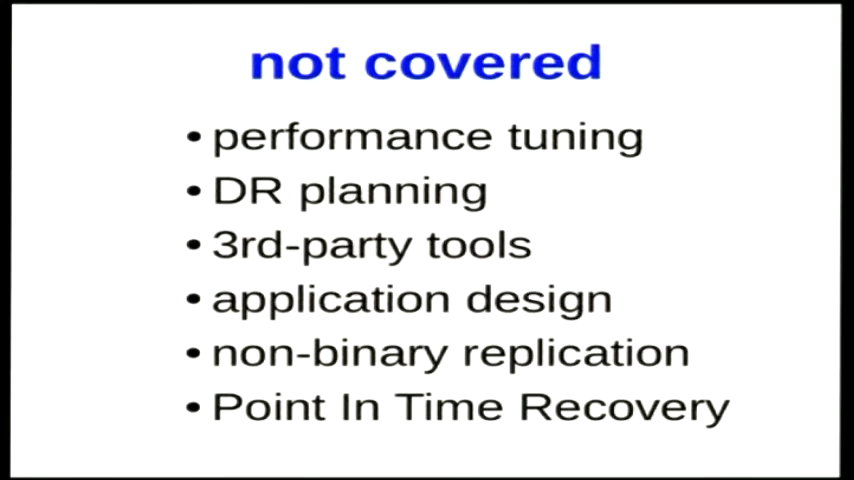 not covered
• performance tuning
• DR planning
• 3rd-party tools
• application design
• non-binary replication
• Point In Time Recovery